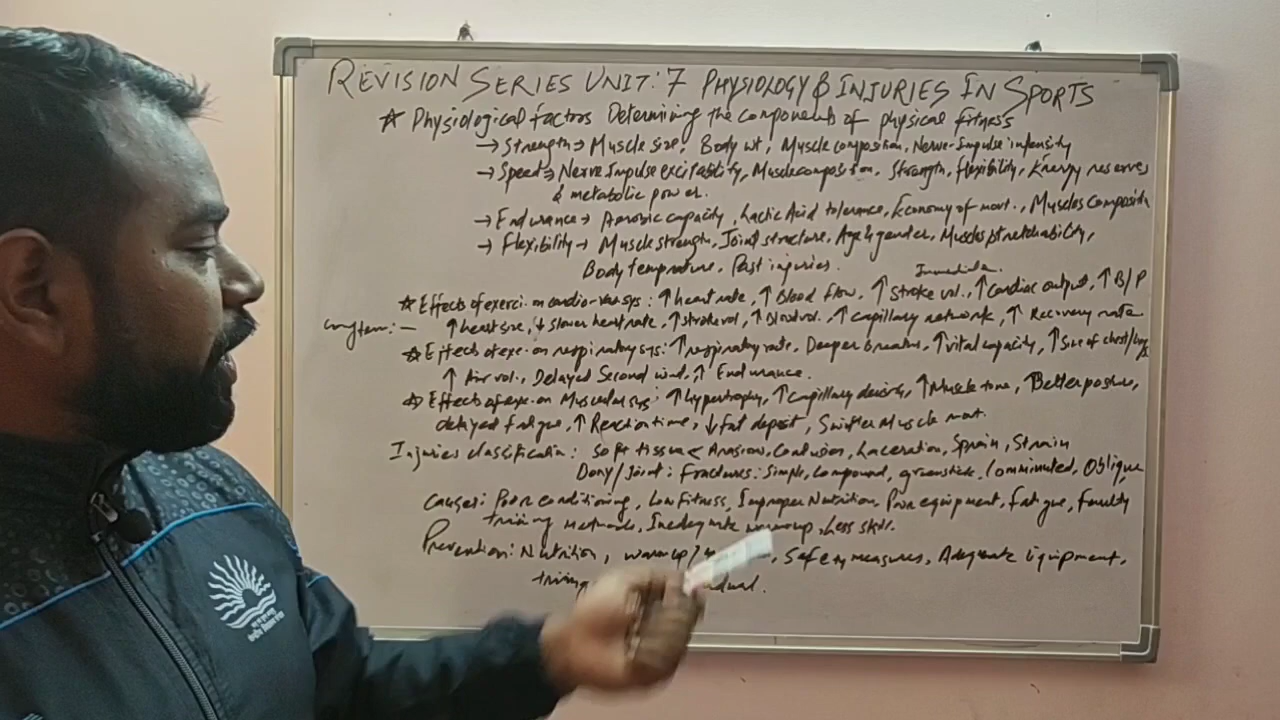 REVISION SERIES UNIT: 7 PHYSIOLOGY & INJURIES IN SPORTS
☆ Physiological factors Determining the components of physical fitness
→ Strength → Muscle size, Body wt, Muscle composition, Nerve-Impulse intensity
→ Speed → Nerve Impulse excitability, Muscle composition, Strength, flexibility, Energy reserves
& metabolic power.
→ Endurance → Aerobic capacity, Lactic Acid tolerance, Economy of movt., Muscles Composition
→ Flexibility → Muscle strength, Joint structure, Age & gender, Muscles stretchability,
Body temprature, Past injuries.
Immediate
☆ Effects of exerci. on cardio-vas sys: ↑ heart rate, ↑ Blood flow, ↑ Stroke vol., ↑ Cardiac output, ↑ B/P
Long term:- ↑ heart size, ↓ slower heart rate, ↑ stroke vol, ↑ blood vol. ↑ Capillary network, ↑ Recovery rate
☆ Effects of exe. on respiratory sys: ↑ respiratory rate, Deeper breaths, ↑ vital capacity, ↑ Size of chest/lungs
↑ Air vol., Delayed Second wind, ↑ Endurance.
☆ Effects of exe. on Muscular sys: ↑ hypertrophy, ↑ Capillary density, ↑ Muscle tone, ↑ Better posture,
delayed fatigue, ↑ Reaction time, ↓ fat deposit, Swifter Muscle movt.
Injuries classification: Soft tissue < Contusion, Laceration, Sprain, Strain
Bony/Joint: Fractures: Simple, Compound, greenstick, Comminuted, Oblique
Causes: Poor conditioning, Low Fitness, Improper Nutrition, Poor equipment, Fatigue, Faculty
training methods, Inadequate warmup, Less skill.
Prevention: Nutrition, warmup/ Safety measures, Adequate Equipment,